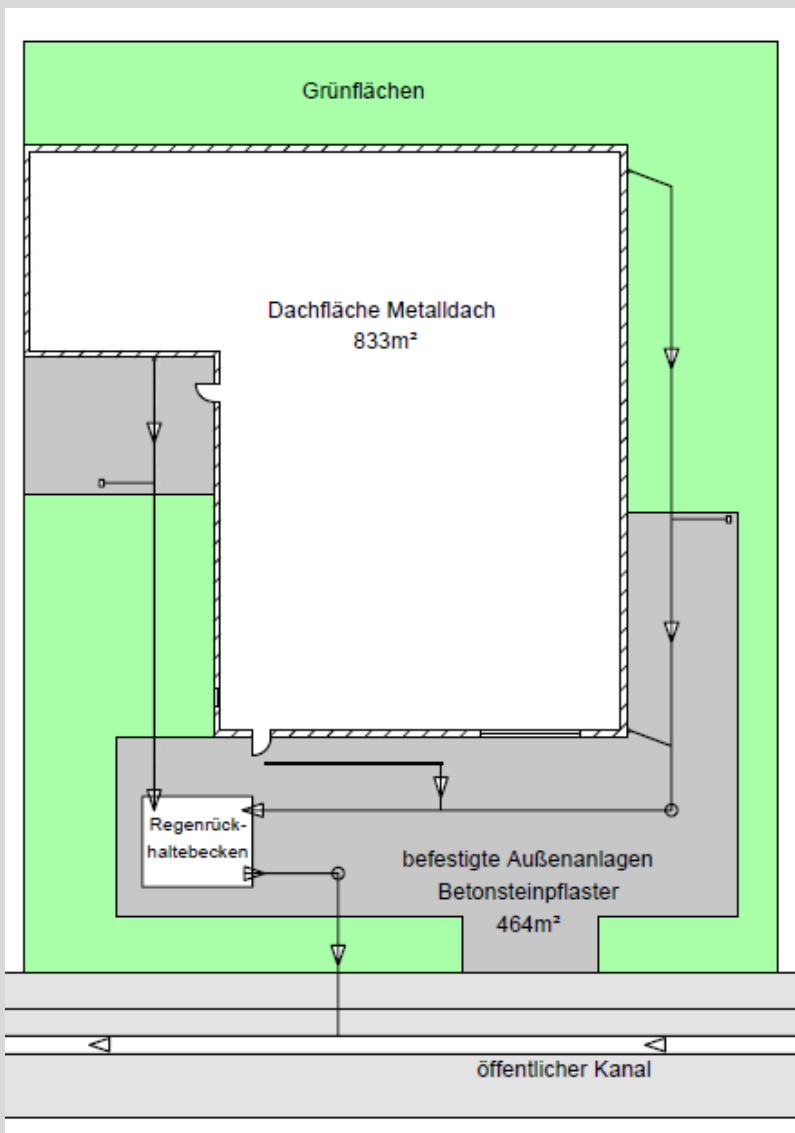 Grünflächen
Dachfläche Metalldach
833m²
Regenrück-
haltebecken
befestigte Außenanlagen
Betonsteinpflaster
464m²
öffentlicher Kanal